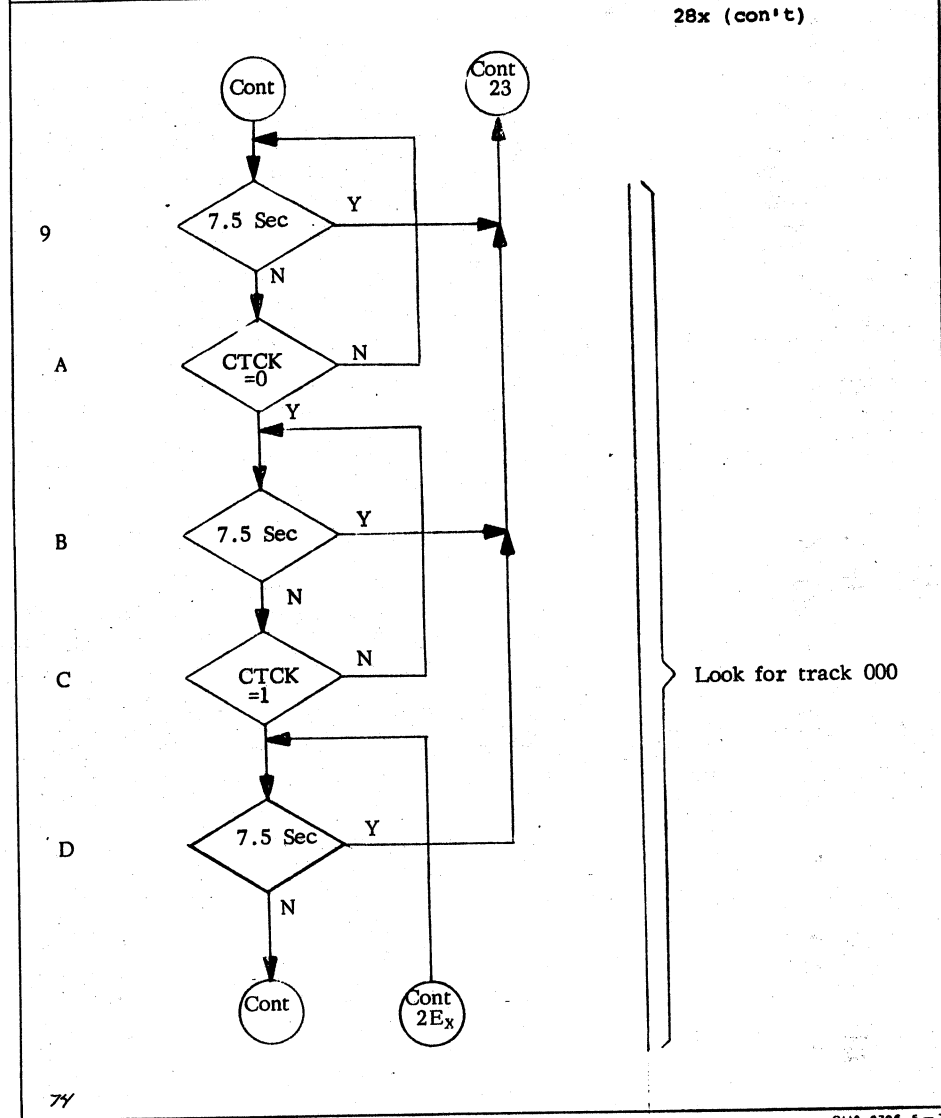 28x (con't)
Cont
Cont
23
9
7.5 Sec
Y
N
A
CTCK
=0
N
Y
B
7.5 Sec
Y
N
C
CTCK
=1
N
Look for track 000
D
7.5 Sec
Y
N
Cont
Cont
2Ex
74